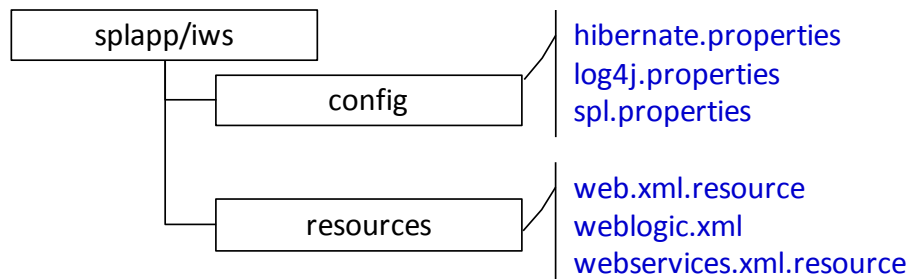 splapp/iws
config
hibernate.properties
log4j.properties
spl.properties
resources
web.xml.resource
weblogic.xml
webservices.xml.resource